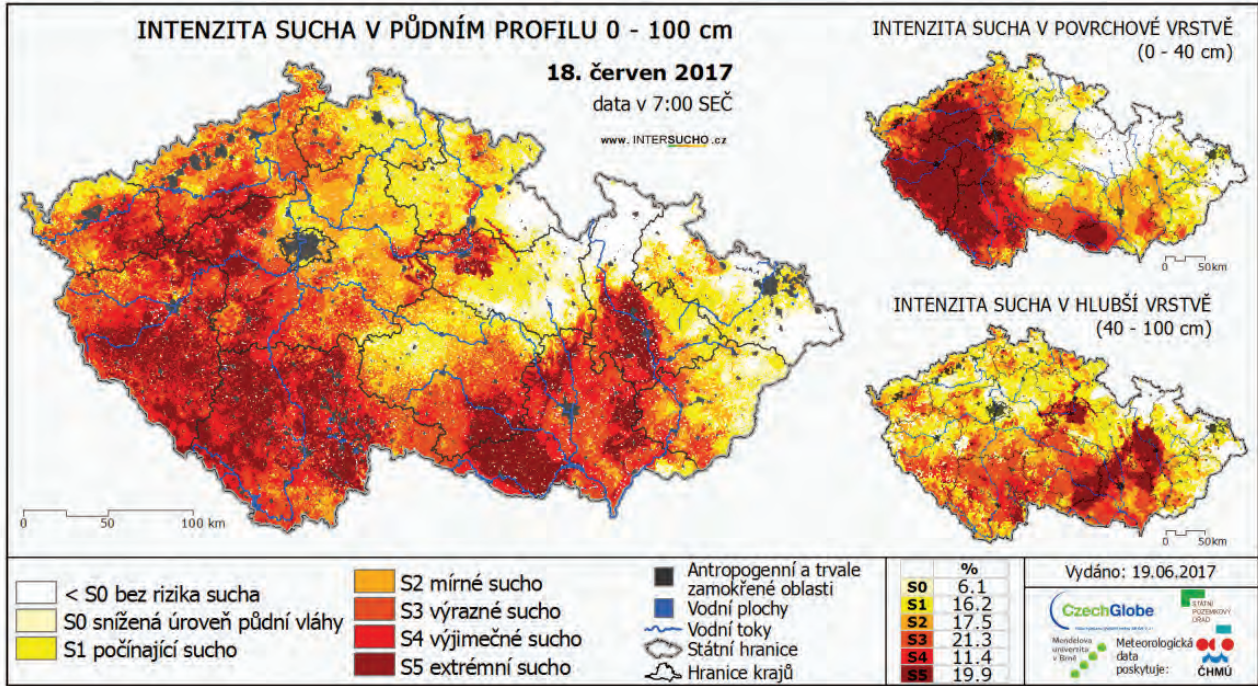 INTENZITA SUCHA V PŮDNÍM PROFILU 0 - 100 cm
18. červen 2017
data v 7:00 SEČ
www. INTERSUCHO .cz
0 50 100 km
INTENZITA SUCHA V POVRCHOVÉ VRSTVĚ
(0 - 40 cm)
0 50km
INTENZITA SUCHA V HLUBŠÍ VRSTVĚ
(40 - 100 cm)
0 50km
< S0 bez rizika sucha
S0 snížená úroveň půdní vláhy
S1 počínající sucho
S2 mírné sucho
S3 výrazné sucho
S4 výjimečné sucho
S5 extrémní sucho
Antropogenní a trvale
zamokřené oblasti
Vodní plochy
Vodní toky
Státní hranice
Hranice krajů
%
S0 6.1
S1 16.2
S2 17.5
S3 21.3
S4 11.4
S5 19.9
Vydáno: 19.06.2017
CzechGlobe
STÁTNÍ
POZEMKOVÝ
ÚŘAD
Mendelova
univerzita
v Brně
Meteorologická
data
poskytuje:
ČHMÚ